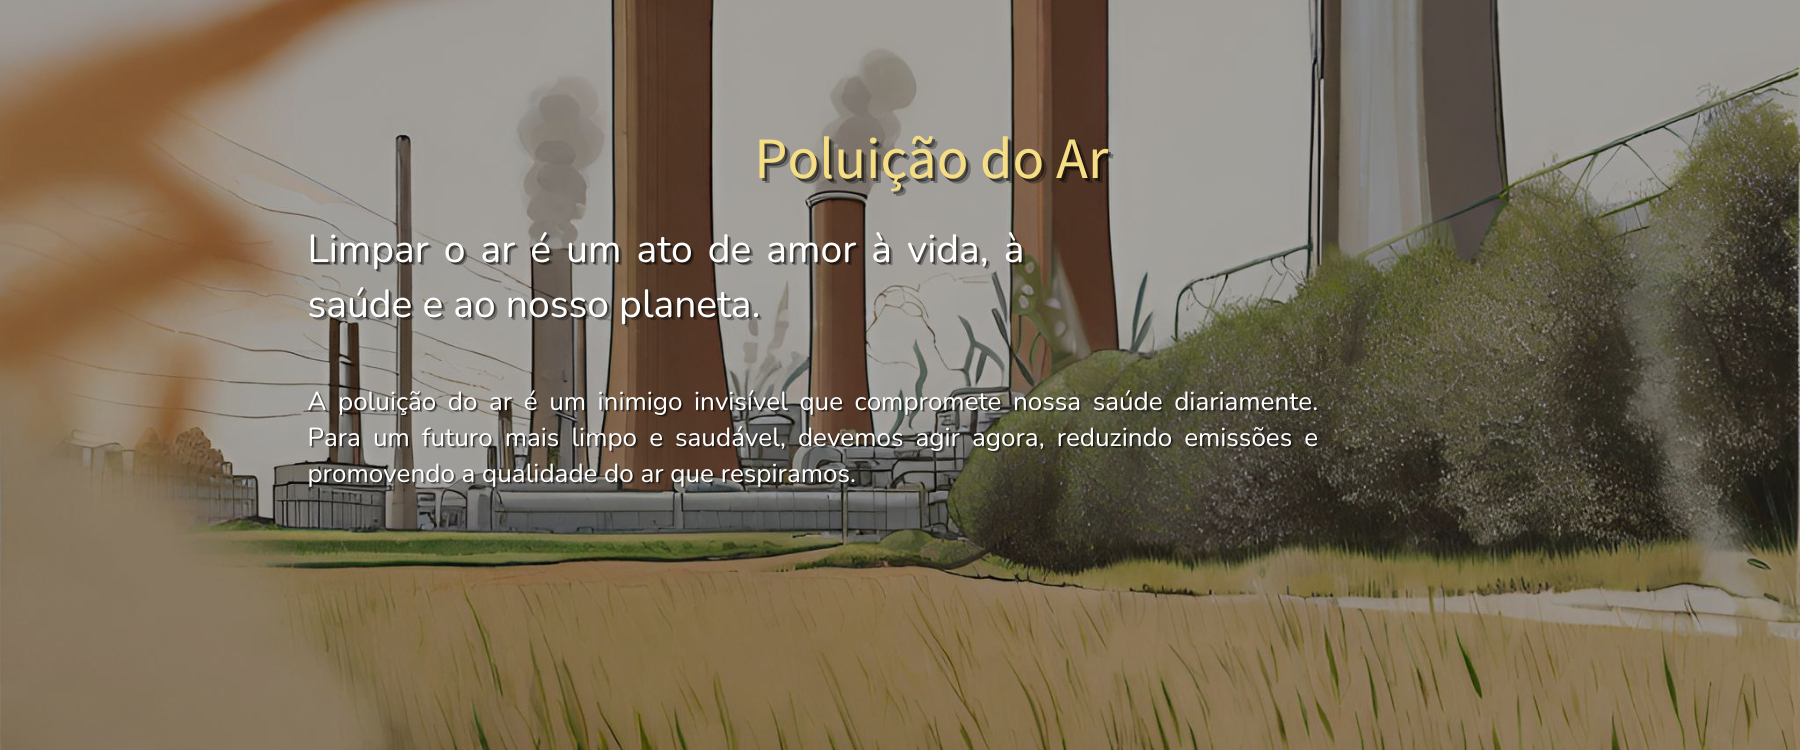 Poluição do Ar
Limpar o ar é um ato de amor à vida, à
saúde e ao nosso planeta.
A poluição do ar é um inimigo invisível que compromete nossa saúde diariamente.
Para um futuro mais limpo e saudável, devemos agir agora, reduzindo emissões e
promovendo a qualidade do ar que respiramos.